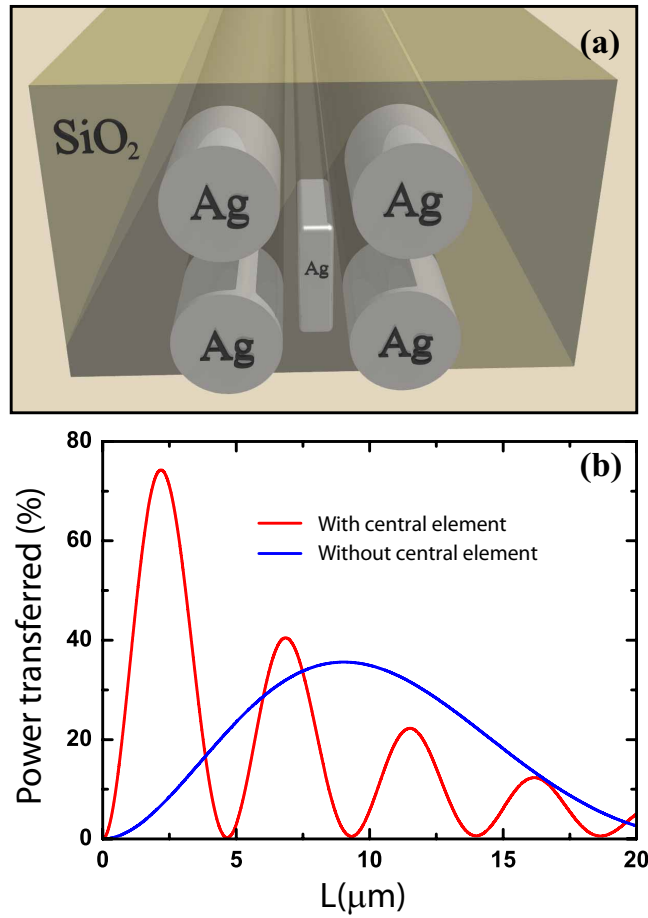 (a)
SiO₂
Ag Ag
Ag
Ag Ag
(b)
80
60
40
20
0
Power transferred (%)
With central element
Without central element
0 5 10 15 20
L(μm)